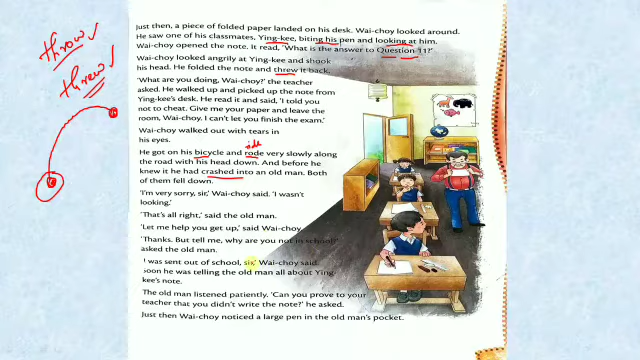 throw ✓
threw ✓
Just then, a piece of folded paper landed on his desk. Wai-choy looked around.
He saw one of his classmates, Ying-kee, biting his pen and looking at him.
Wai-choy opened the note. It read, 'What is the answer to Question 11?'
Wai-choy looked angrily at Ying-kee and shook
his head. He folded the note and threw it back.
'What are you doing, Wai-choy?' the teacher
asked. He walked up and picked up the note from
Ying-kee's desk. He read it and said, 'I told you
not to cheat. Give me your paper and leave the
room, Wai-choy. I can't let you finish the exam.'
Wai-choy walked out with tears in
his eyes.
ride
He got on his bicycle and rode very slowly along
the road with his head down. And before he
knew it he had crashed into an old man. Both
of them fell down.
'I'm very sorry, sir,' Wai-choy said. 'I wasn't
looking.'
'That's all right,' said the old man.
'Let me help you get up,' said Wai-choy.
'Thanks. But tell me, why are you not in school?'
asked the old man.
'I was sent out of school, sir,' Wai-choy said.
Soon he was telling the old man all about Ying-
kee's note.
The old man listened patiently. 'Can you prove to your
teacher that you didn't write the note?' he asked.
Just then Wai-choy noticed a large pen in the old man's pocket.